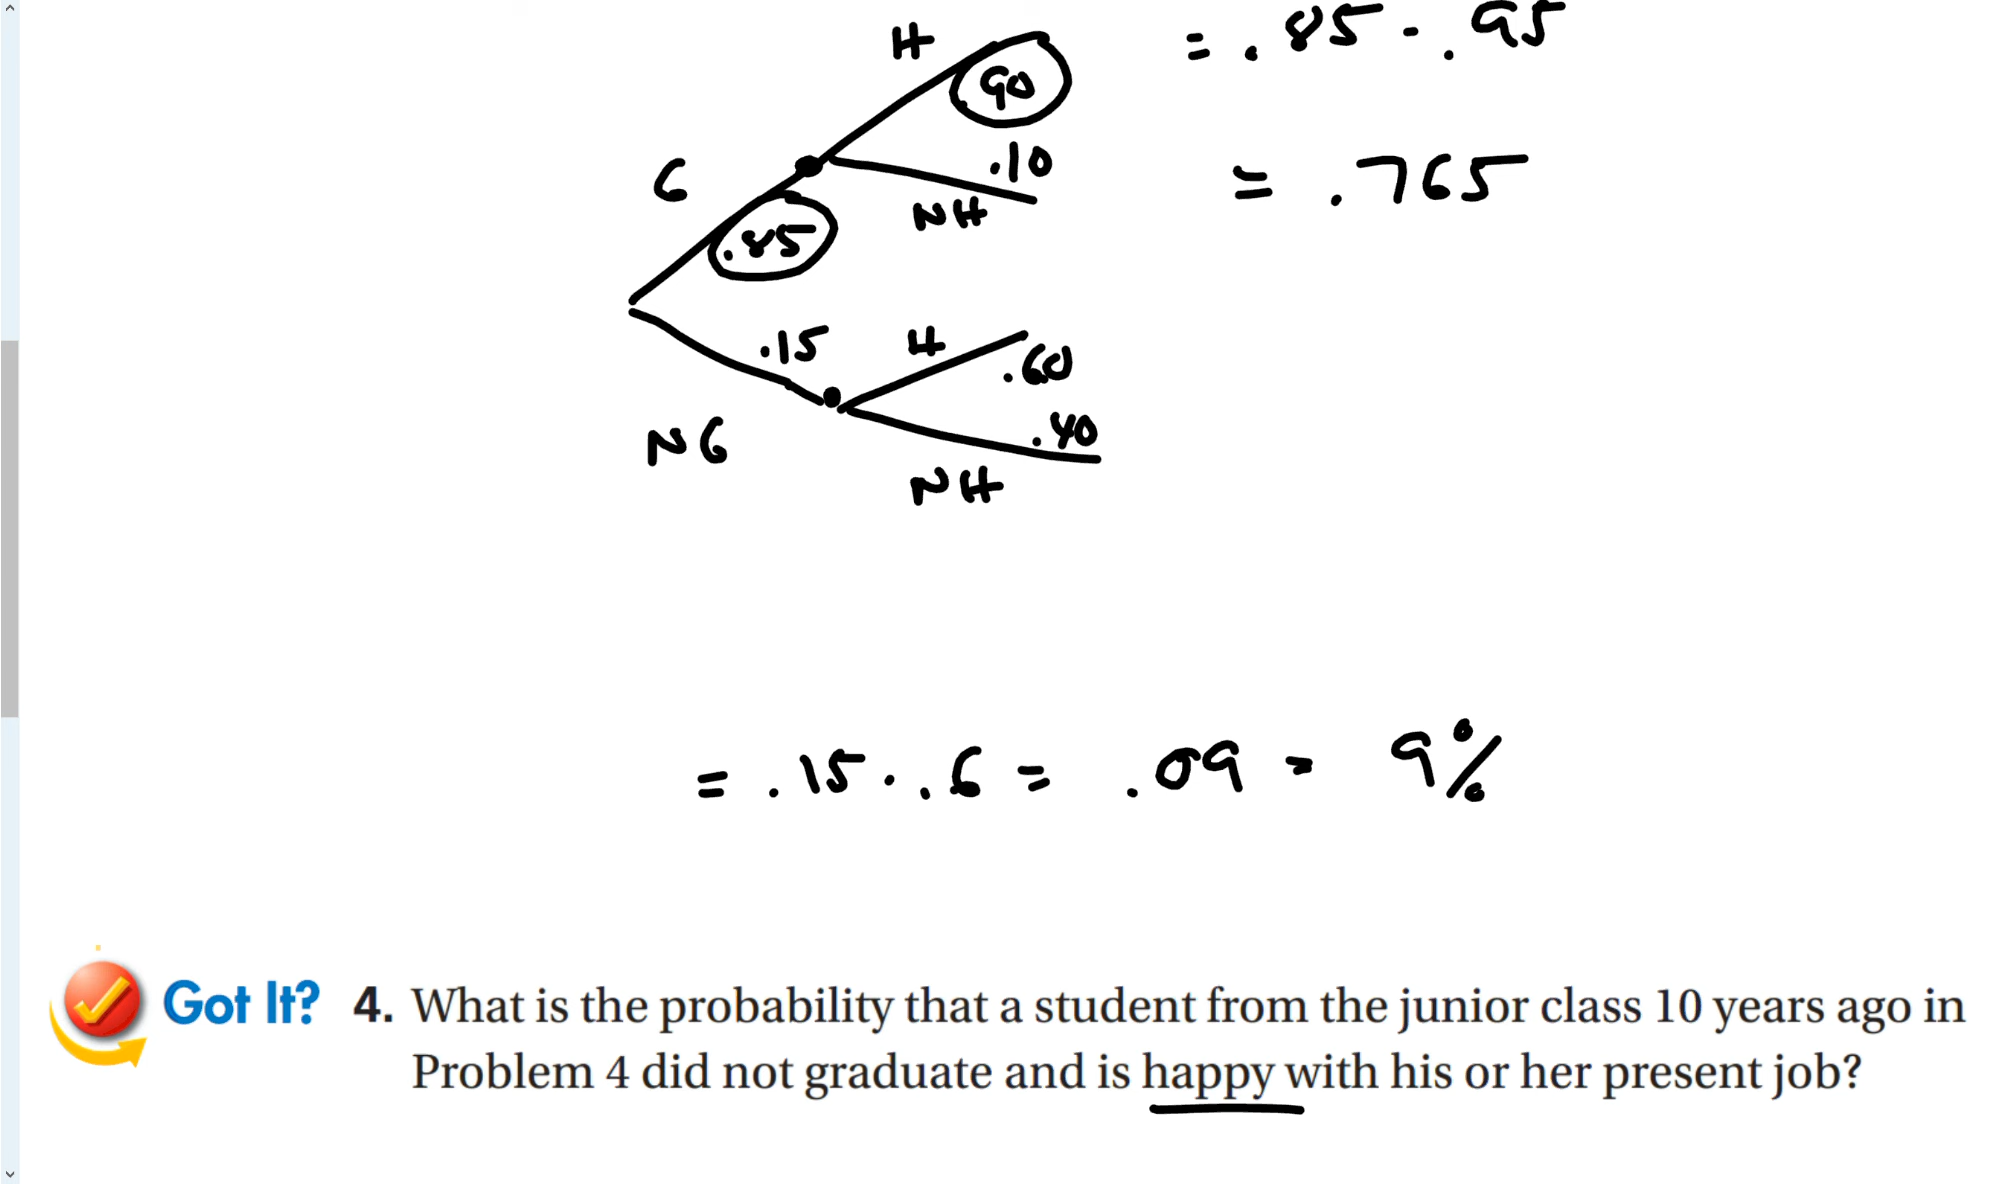 H
= .85 · .95
90
G
.10
= .765
NH
.85
.15
H
.60
NG
.40
NH
= .15 · .6 = .09 = 9%
Got It? 4. What is the probability that a student from the junior class 10 years ago in
Problem 4 did not graduate and is happy with his or her present job?